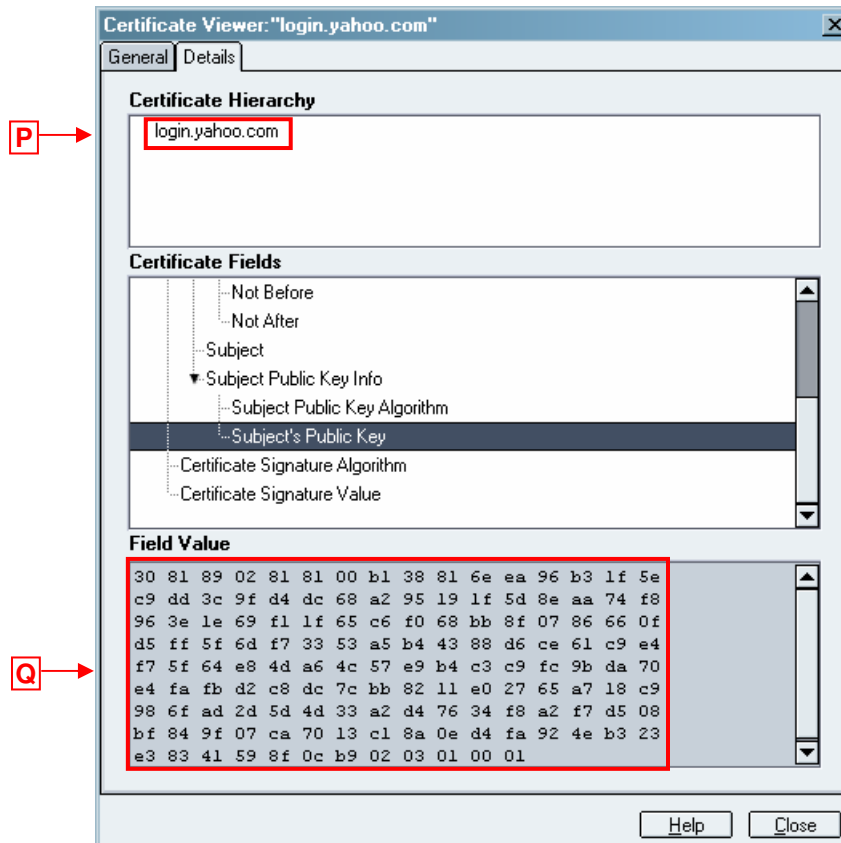 Certificate Viewer:"login.yahoo.com"
General Details
Certificate Hierarchy
P
login.yahoo.com
Certificate Fields
Not Before
Not After
Subject
Subject Public Key Info
Subject Public Key Algorithm
Subject's Public Key
Certificate Signature Algorithm
Certificate Signature Value
Field Value
Q
30 81 89 02 81 81 00 b1 38 81 6e ea 96 b3 1f 5e
c9 dd 3c 9f d4 dc 68 a2 95 19 1f 5d 8e aa 74 f8
96 3e 1e 69 f1 1f 65 c6 f0 68 bb 8f 07 86 66 0f
d5 ff 5f 6d f7 33 53 a5 b4 43 88 d6 ce 61 c9 e4
f7 5f 64 e8 4d a6 4c 57 e9 b4 c3 c9 fc 9b da 70
e4 fa fb d2 c8 dc 7c bb 82 11 e0 27 65 a7 18 c9
98 6f ad 2d 5d 4d 33 a2 d4 76 34 f8 a2 f7 d5 08
bf 84 9f 07 ca 70 13 c1 8a 0e d4 fa 92 4e b3 23
e3 83 41 59 8f 0c b9 02 03 01 00 01
Help Close